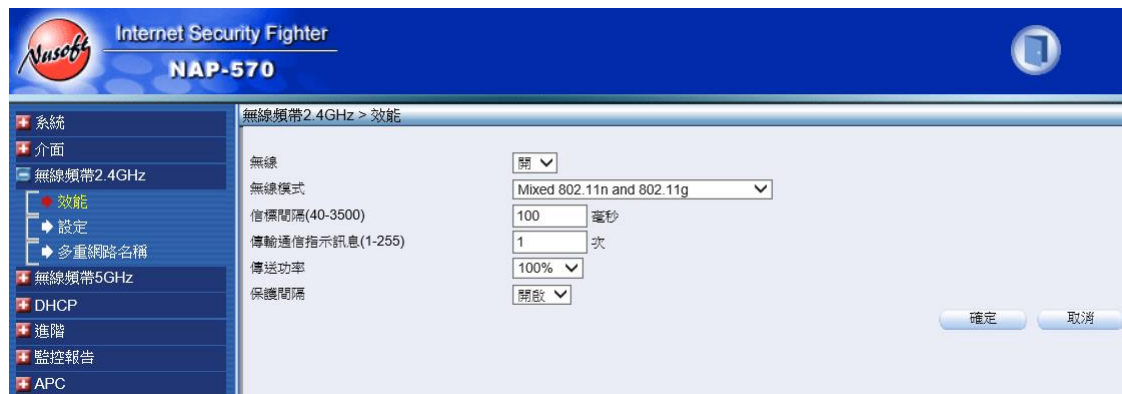 Nusoft
Internet Security Fighter
NAP-570
系統
介面
無線頻帶2.4GHz
效能
設定
多重網路名稱
無線頻帶5GHz
DHCP
進階
監控報告
APC
無線頻帶2.4GHz > 效能
無線 開
無線模式 Mixed 802.11n and 802.11g
信標間隔(40-3500) 100 毫秒
傳輸通信指示訊息(1-255) 1 次
傳送功率 100%
保護間隔 開啟
確定 取消